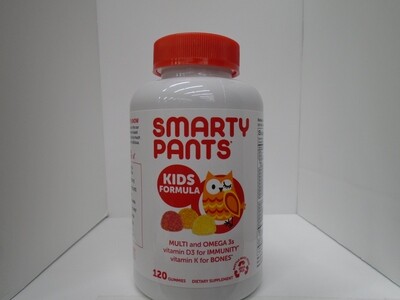 SMARTY
PANTS
KIDS
FORMULA
MULTI and OMEGA 3s
vitamin D3 for IMMUNITY*
vitamin K for BONES*
120 GUMMIES
DIETARY SUPPLEMENT